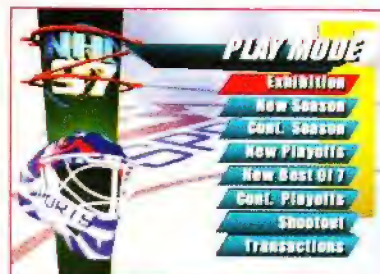 NHL
97
PLAY MODE
Exhibition
New Season
Cont. Season
New Playoffs
New Best Of 7
Cont. Playoffs
Shootout
Transactions